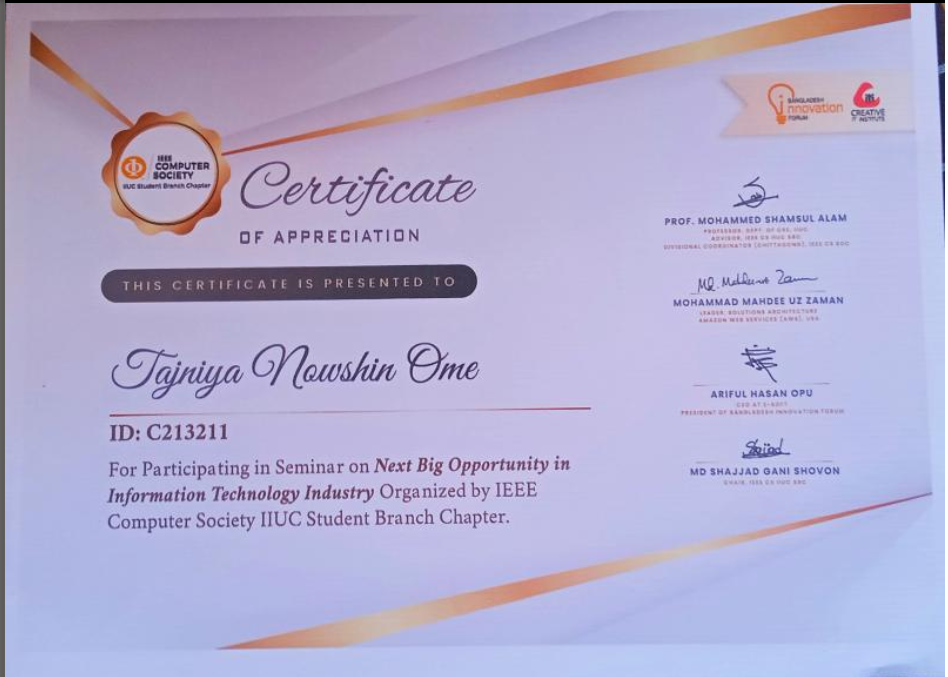 IEEE
COMPUTER
SOCIETY
IIUC Student Branch Chapter
Certificate
OF APPRECIATION
THIS CERTIFICATE IS PRESENTED TO
Tajniya Nowshin Ome
ID: C213211
For Participating in Seminar on Next Big Opportunity in
Information Technology Industry Organized by IEEE
Computer Society IIUC Student Branch Chapter.
BANGLADESH
innovation
FORUM
CREATIVE
IT INSTITUTE
PROF. MOHAMMED SHAMSUL ALAM
PROFESSOR, DEPT. OF CSE, IIUC
ADVISOR, IEEE CS IIUC SBC
DIVISIONAL COORDINATOR (CHITTAGONG), IEEE CS BDC
Md. Mahdee uz Zaman
MOHAMMAD MAHDEE UZ ZAMAN
LEADER, SOLUTIONS ARCHITECTURE
AMAZON WEB SERVICES (AWS), USA
ARIFUL HASAN OPU
PRESIDENT OF BANGLADESH INNOVATION FORUM
MD SHAJJAD GANI SHOVON
CHAIR, IEEE CS IIUC SBC